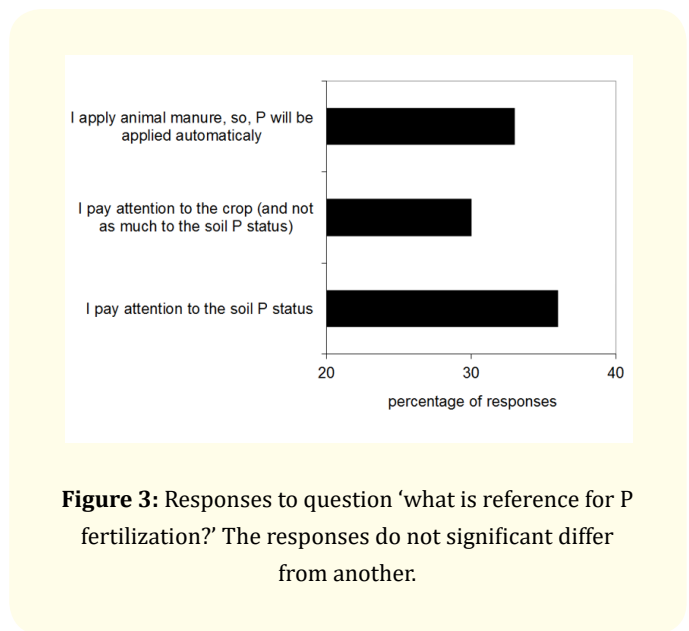 I apply animal manure, so, P will be
applied automaticaly
I pay attention to the crop (and not
as much to the soil P status)
I pay attention to the soil P status
20
30
40
percentage of responses
Figure 3: Responses to question ‘what is reference for P
fertilization?’ The responses do not significant differ
from another.